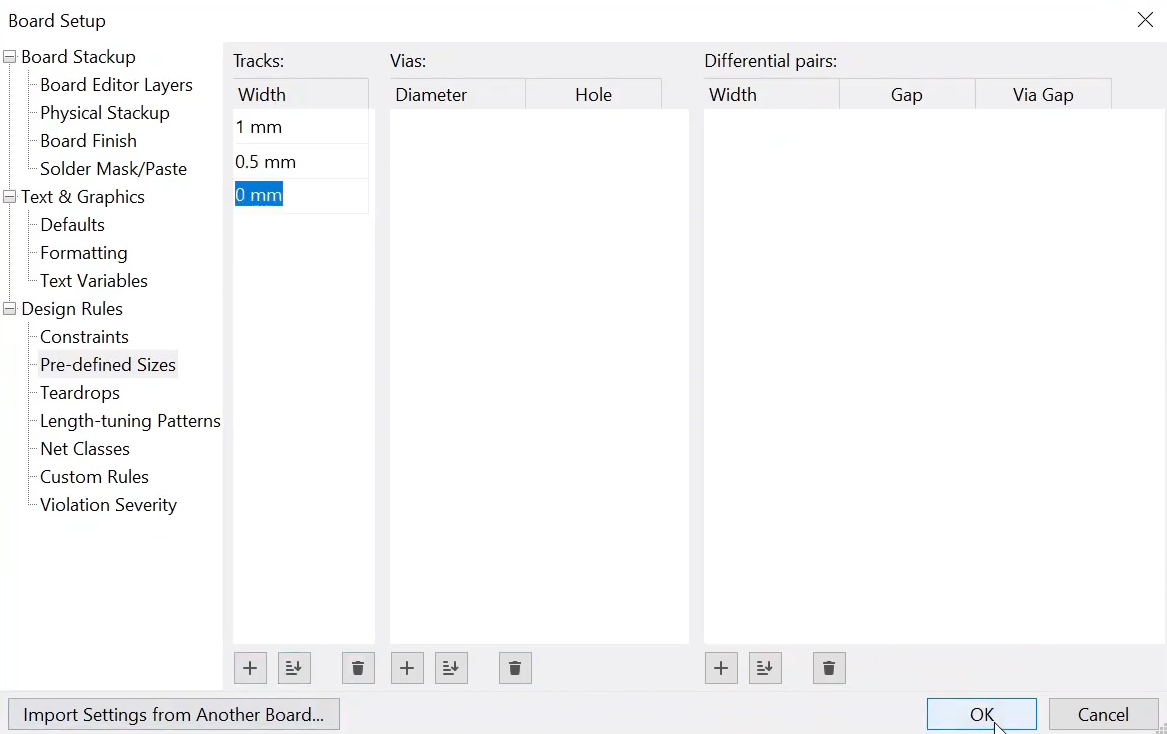 Board Setup
Board Stackup
Board Editor Layers
Physical Stackup
Board Finish
Solder Mask/Paste
Text & Graphics
Defaults
Formatting
Text Variables
Design Rules
Constraints
Pre-defined Sizes
Teardrops
Length-tuning Patterns
Net Classes
Custom Rules
Violation Severity
Tracks:
Width
1 mm
0.5 mm
0 mm
Vias:
Diameter Hole
Differential pairs:
Width Gap Via Gap
Import Settings from Another Board...
OK Cancel